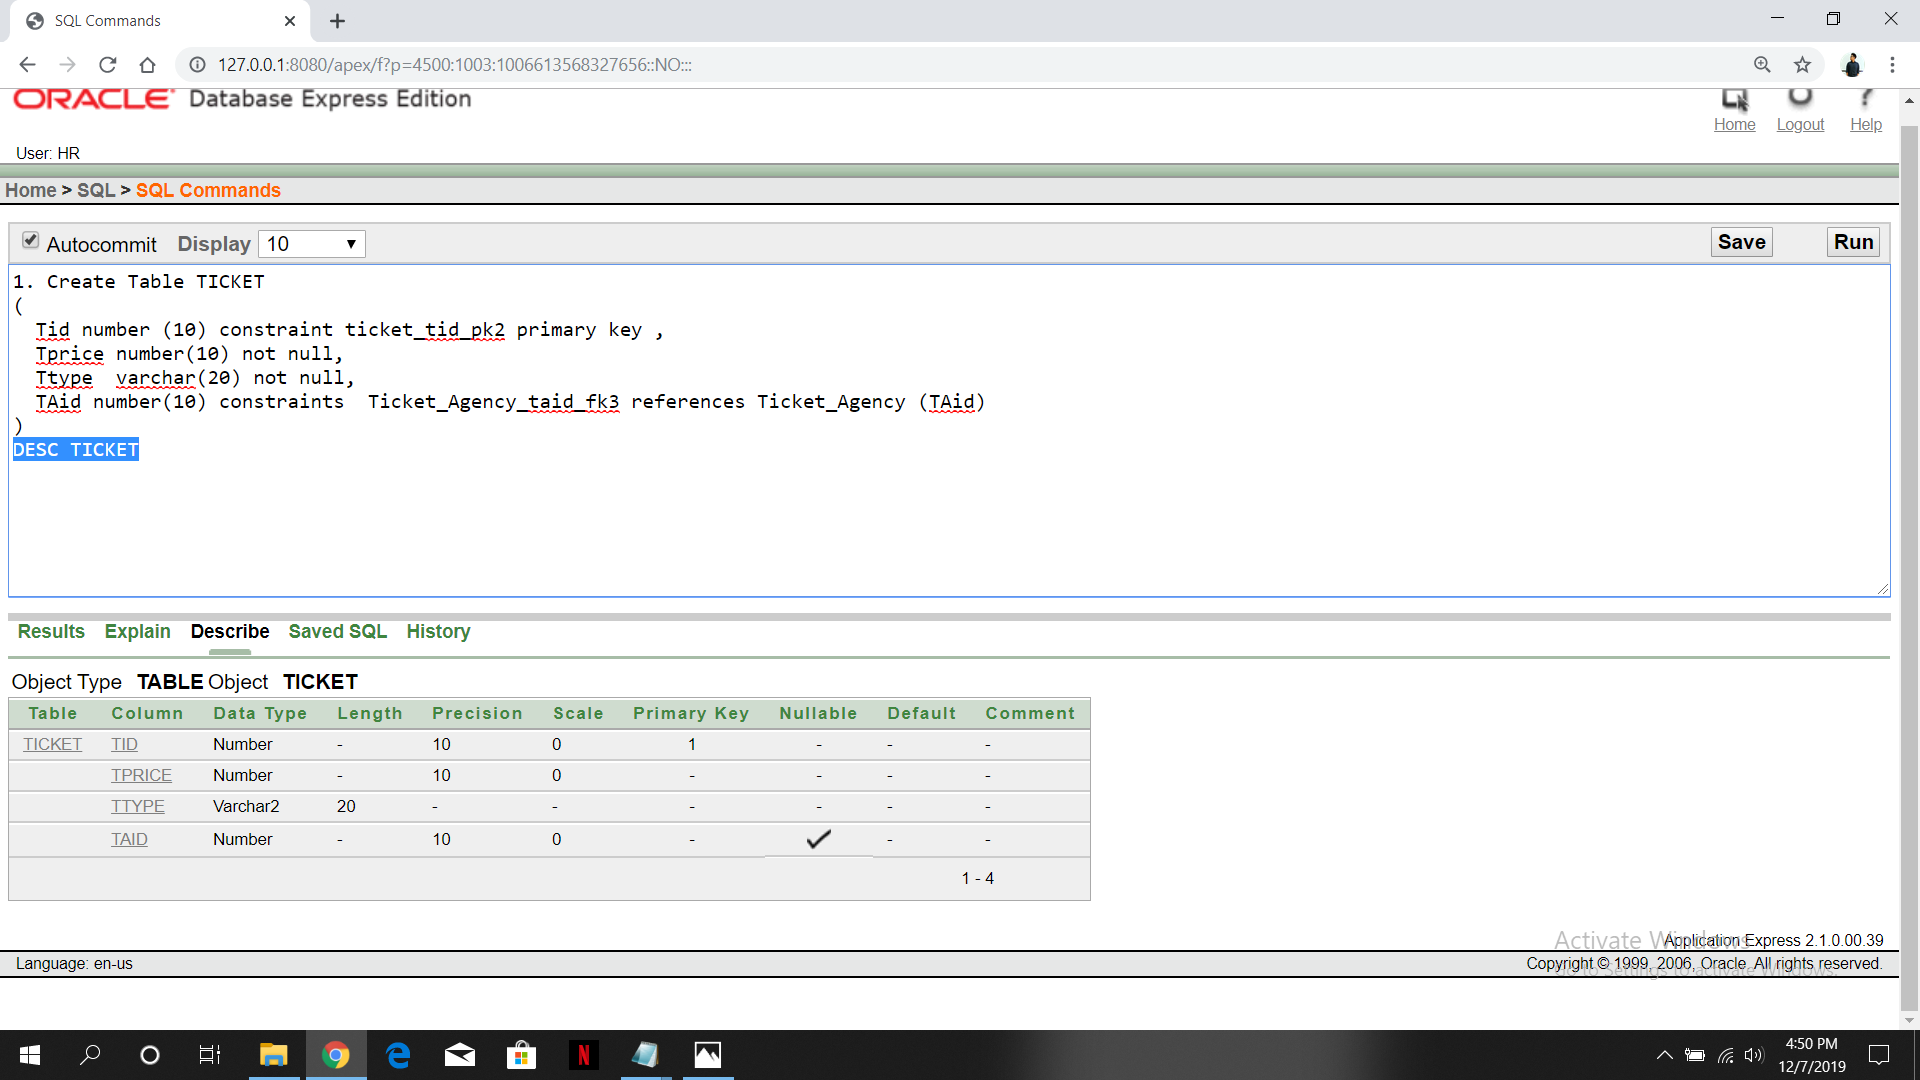 SQL Commands
127.0.0.1:8080/apex/f?p=4500:1003:1006613568327656::NO:::
ORACLE Database Express Edition
Home Logout Help
User: HR
Home > SQL > SQL Commands
Autocommit Display 10 Save Run
1. Create Table TICKET
(
Tid number (10) constraint ticket_tid_pk2 primary key ,
Tprice number(10) not null,
Ttype varchar(20) not null,
TAid number(10) constraints Ticket_Agency_taid_fk3 references Ticket_Agency (TAid)
)
DESC TICKET
Results Explain Describe Saved SQL History
Object Type TABLE Object TICKET
Table Column Data Type Length Precision Scale Primary Key Nullable Default Comment
TICKET TID Number - 10 0 1 - - -
TPRICE Number - 10 0 - - - -
TTYPE Varchar2 20 - - - - - -
TAID Number - 10 0 - - -
1 - 4
Activate Windows
Application Express 2.1.0.00.39
Language: en-us
Copyright © 1999, 2006, Oracle. All rights reserved.
Go to Settings to activate Windows.
4:50 PM
12/7/2019